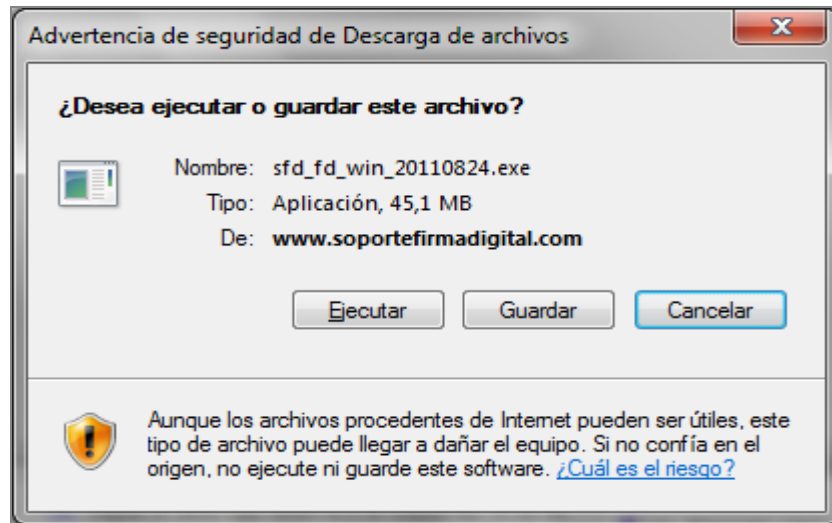 Advertencia de seguridad de Descarga de archivos
¿Desea ejecutar o guardar este archivo?
Nombre: sfd_fd_win_20110824.exe
Tipo: Aplicación, 45,1 MB
De: www.soportefirmadigital.com
Ejecutar Guardar Cancelar
Aunque los archivos procedentes de Internet pueden ser útiles, este
tipo de archivo puede llegar a dañar el equipo. Si no confía en el
origen, no ejecute ni guarde este software. ¿Cuál es el riesgo?